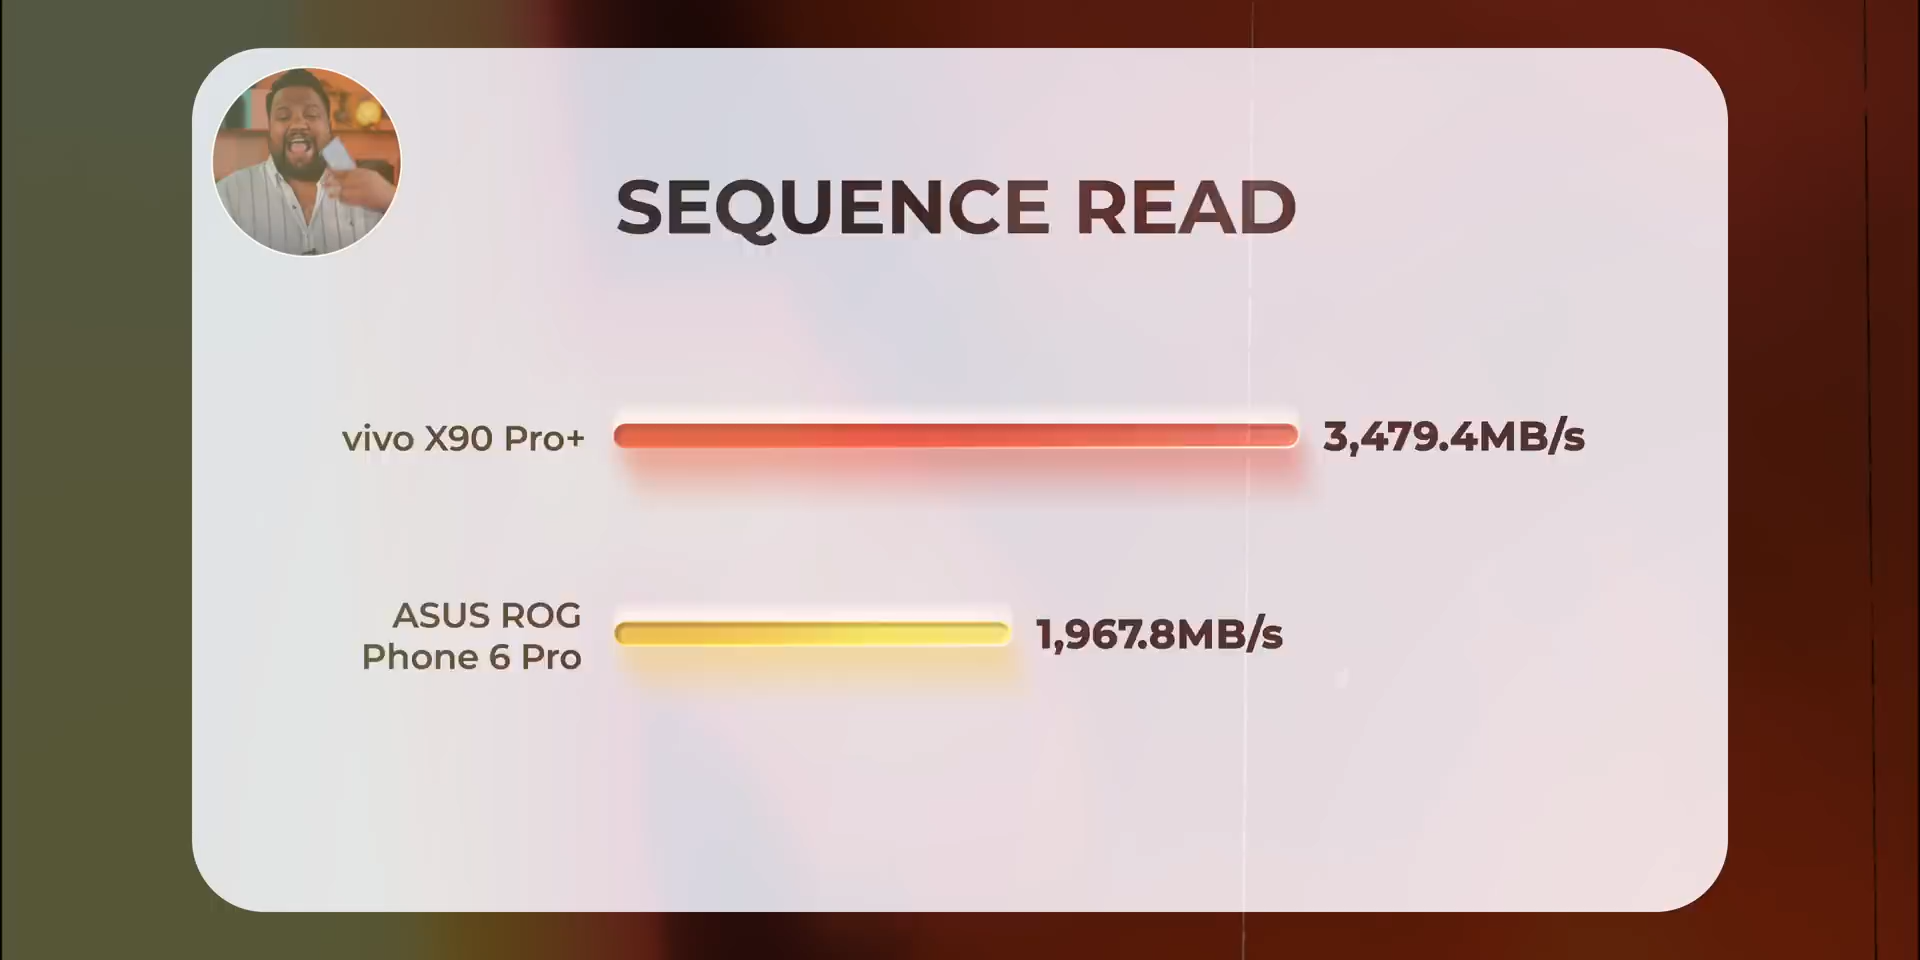 SEQUENCE READ
vivo X90 Pro+
3,479.4MB/s
ASUS ROG
Phone 6 Pro
1,967.8MB/s